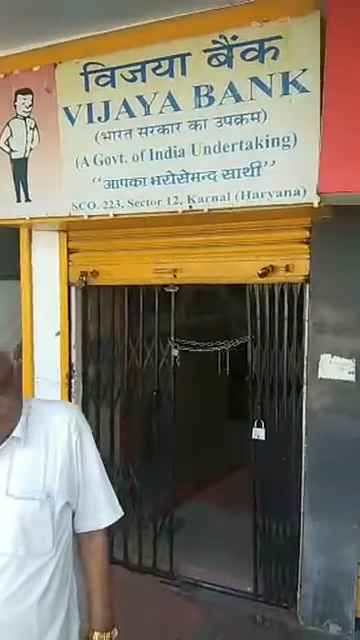 विजया बैंक
VIJAYA BANK
(भारत सरकार का उपक्रम)
(A Govt. of India Undertaking)
“आपका भरोसेमन्द साथी”
SCO. 223, Sector 12, Karnal (Haryana)